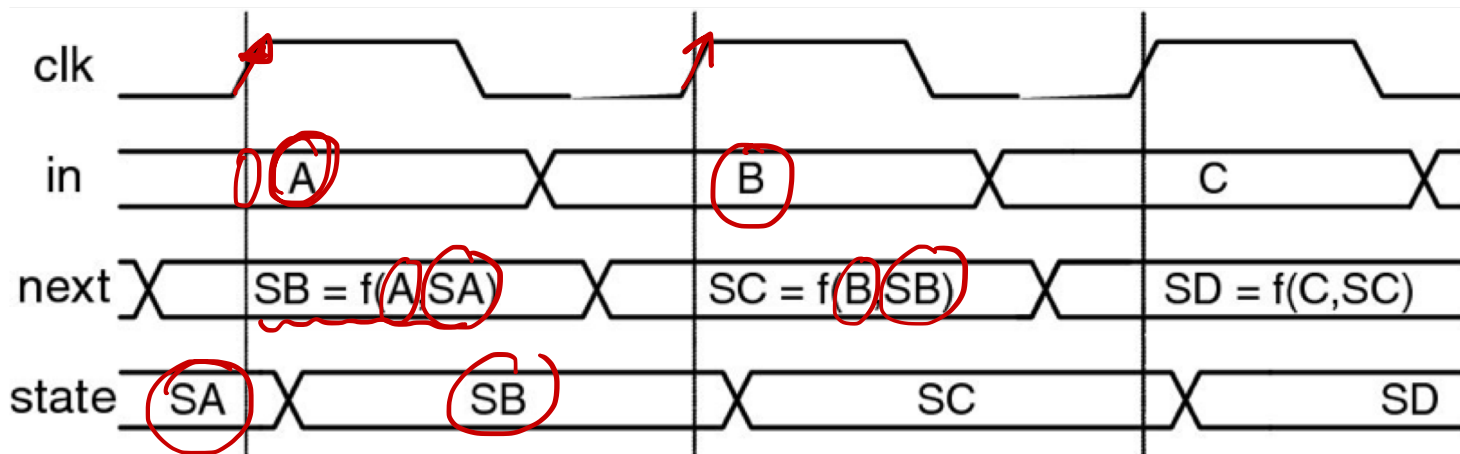 clk
in A B C
next SB = f(A,SA) SC = f(B,SB) SD = f(C,SC)
state SA SB SC SD